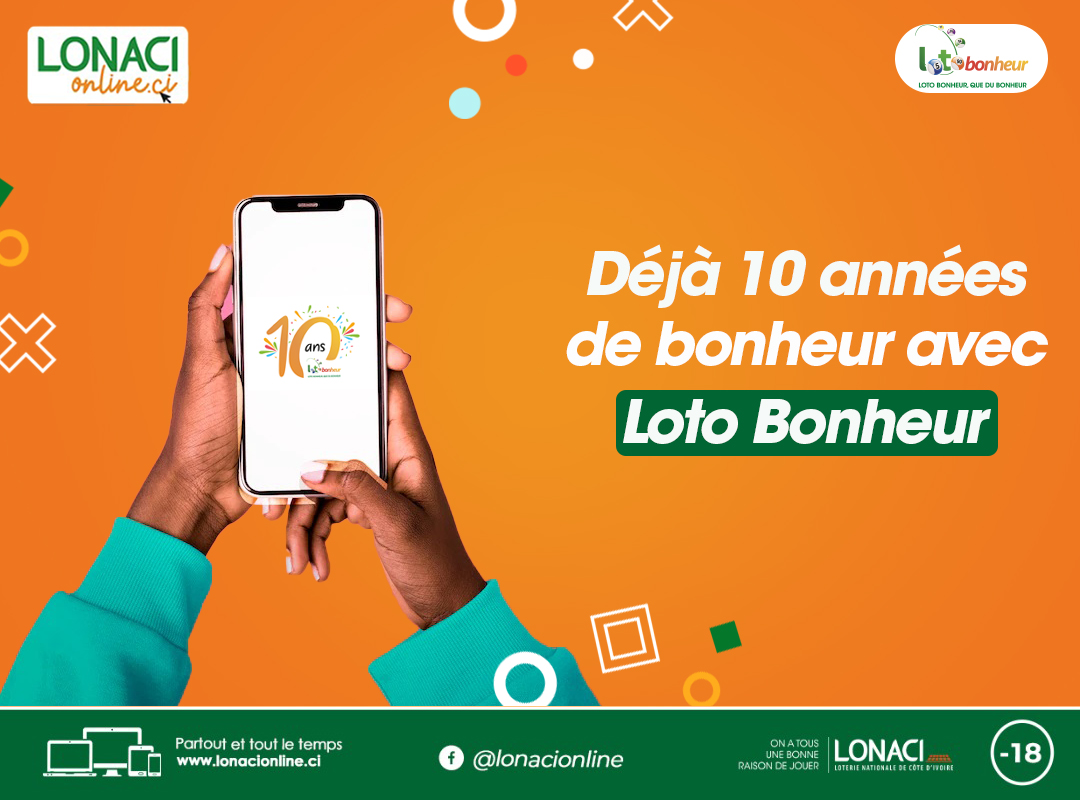 LONACI
online.ci
Loto bonheur
LOTO BONHEUR, QUE DU BONHEUR
10 ans
Loto bonheur
Déjà 10 années
de bonheur avec
Loto Bonheur
Partout et tout le temps
www.lonacionline.ci
@lonacionline
ON A TOUS
UNE BONNE
RAISON DE JOUER
LONACI
LOTERIE NATIONALE DE CÔTE D'IVOIRE
-18